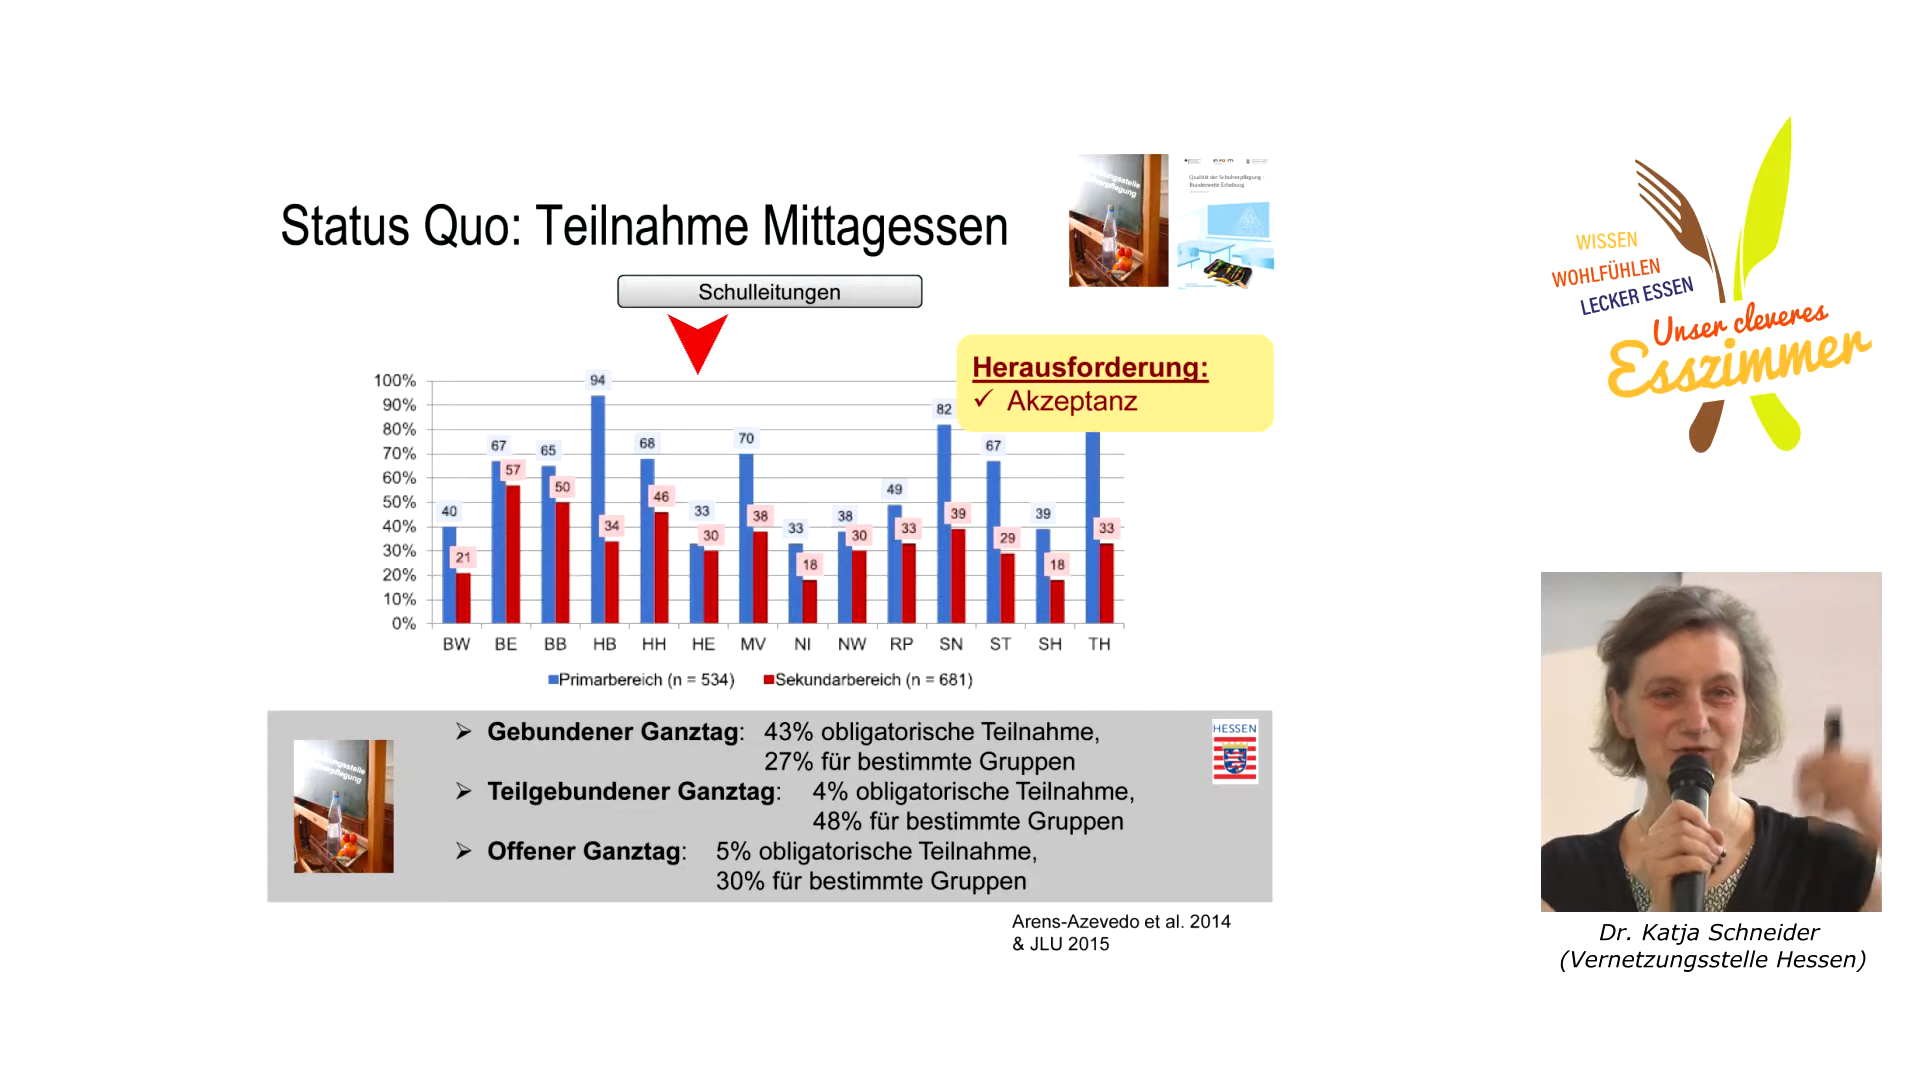 Status Quo: Teilnahme Mittagessen
Qualität der Schulverpflegung -
Bundesweite Erhebung
Schulleitungen
Herausforderung:
✓ Akzeptanz
100%
90%
80%
70%
60%
50%
40%
30%
20%
10%
0%
40 21
67 57
65 50
94 34
68 46
33 30
70 38
33 18
38 30
49 33
82 39
67 29
39 18
33
BW BE BB HB HH HE MV NI NW RP SN ST SH TH
Primarbereich (n = 534) Sekundarbereich (n = 681)
➢ Gebundener Ganztag: 43% obligatorische Teilnahme,
27% für bestimmte Gruppen
➢ Teilgebundener Ganztag: 4% obligatorische Teilnahme,
48% für bestimmte Gruppen
➢ Offener Ganztag: 5% obligatorische Teilnahme,
30% für bestimmte Gruppen
HESSEN
Arens-Azevedo et al. 2014
& JLU 2015
WISSEN
WOHLFÜHLEN
LECKER ESSEN
Unser cleveres
Esszimmer
Dr. Katja Schneider
(Vernetzungsstelle Hessen)